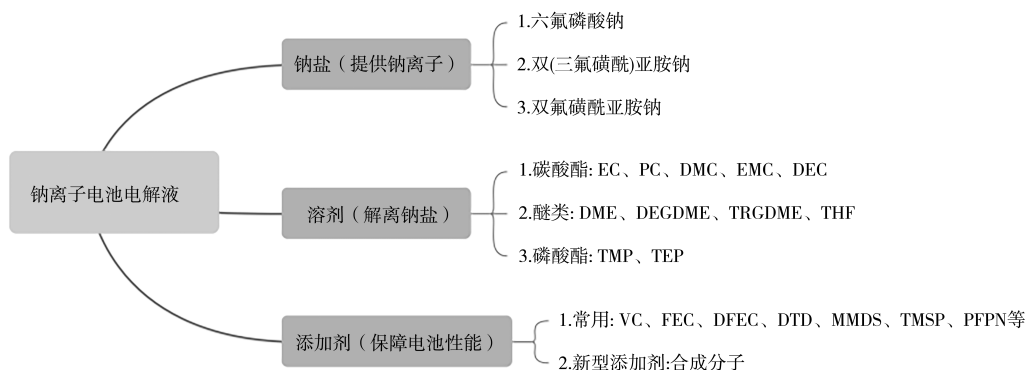 钠离子电池电解液
钠盐（提供钠离子）
1.六氟磷酸钠
2.双(三氟磺酰)亚胺钠
3.双氟磺酰亚胺钠
溶剂（解离钠盐）
1.碳酸酯: EC、PC、DMC、EMC、DEC
2.醚类: DME、DEGDME、TRGDME、THF
3.磷酸酯: TMP、TEP
添加剂（保障电池性能）
1.常用: VC、FEC、DFEC、DTD、MMDS、TMSP、PFPN等
2.新型添加剂:合成分子